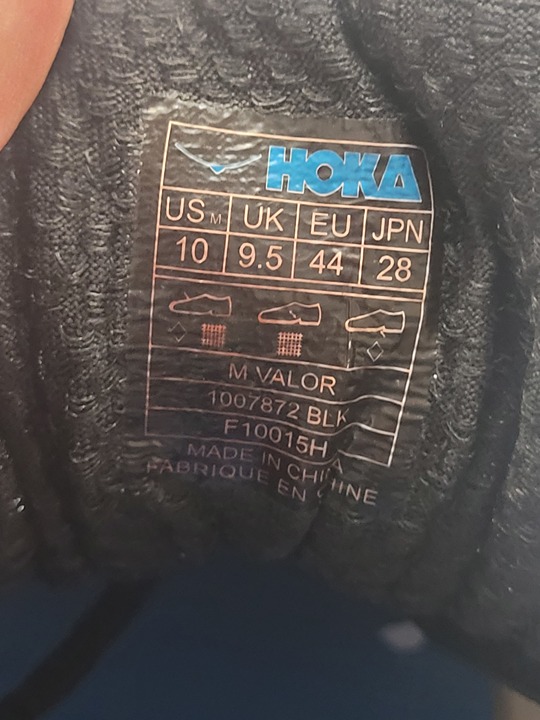 HOKA
US M UK EU JPN
10 9.5 44 28
M VALOR
1007872 BLK
F10015H
MADE IN CHINA
FABRIQUE EN CHINE